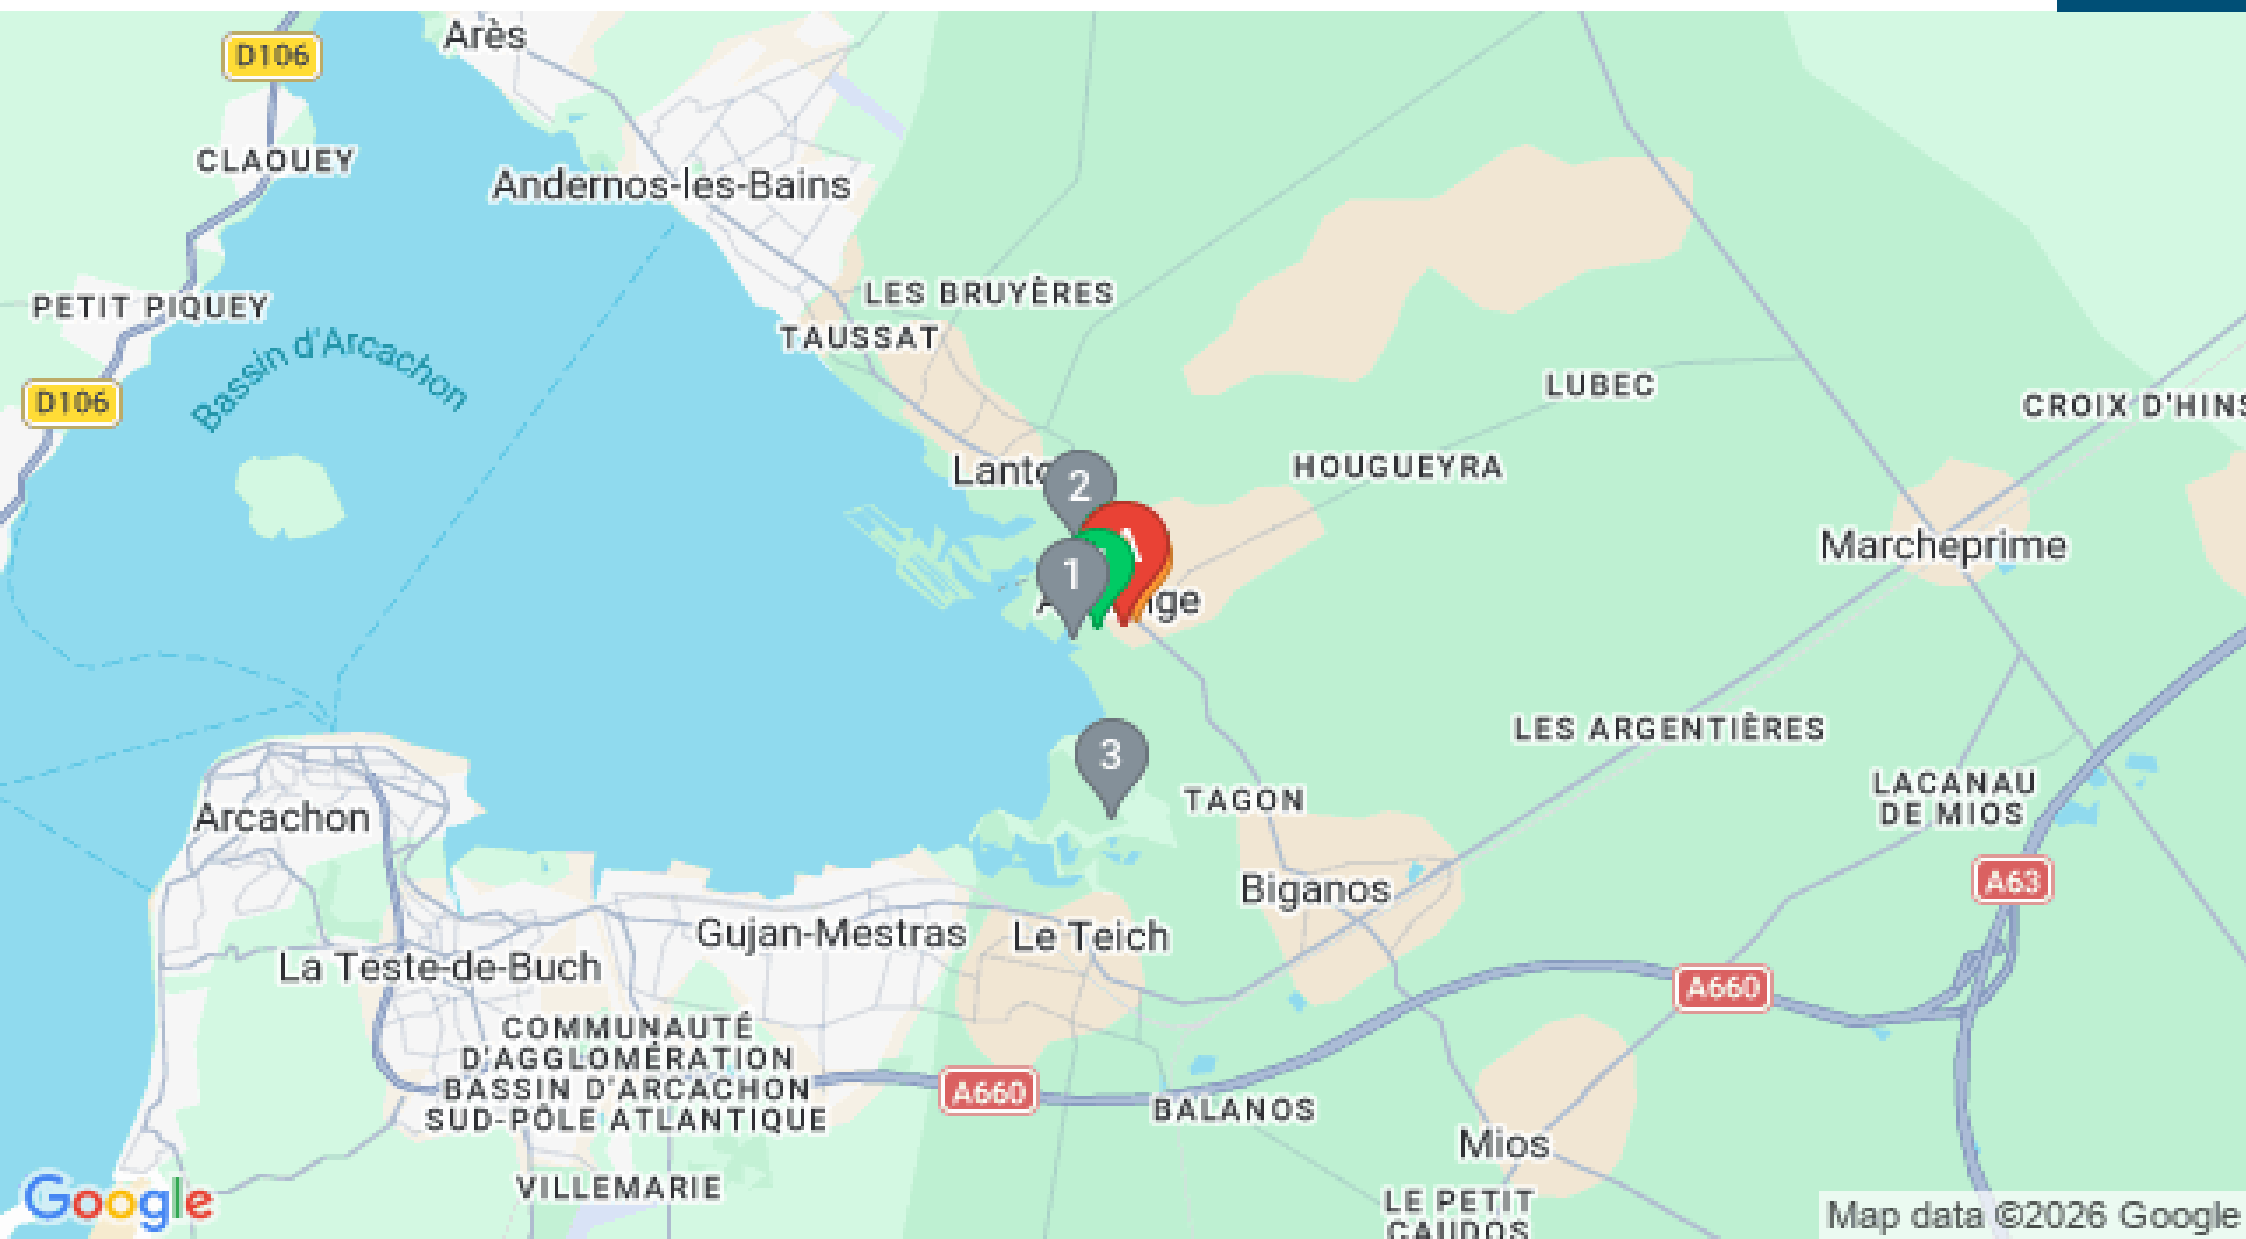 Arès
D106
CLAOUEY
Andernos-les-Bains
PETIT PIQUEY
LES BRUYÈRES
TAUSSAT
Bassin d'Arcachon
D106
LUBEC
CROIX D'HINS
HOUGUEYRA
2
A
1
Marcheprime
LES ARGENTIÈRES
3
TAGON
LACANAU
DE MIOS
Arcachon
A63
Biganos
Gujan-Mestras
Le Teich
La Teste-de-Buch
A660
COMMUNAUTÉ
D'AGGLOMÉRATION
BASSIN D'ARCACHON
SUD-PÔLE ATLANTIQUE
A660
BALANOS
Mios
VILLEMARIE
LE PETIT
CAUDOS
Google
Map data ©2026 Google